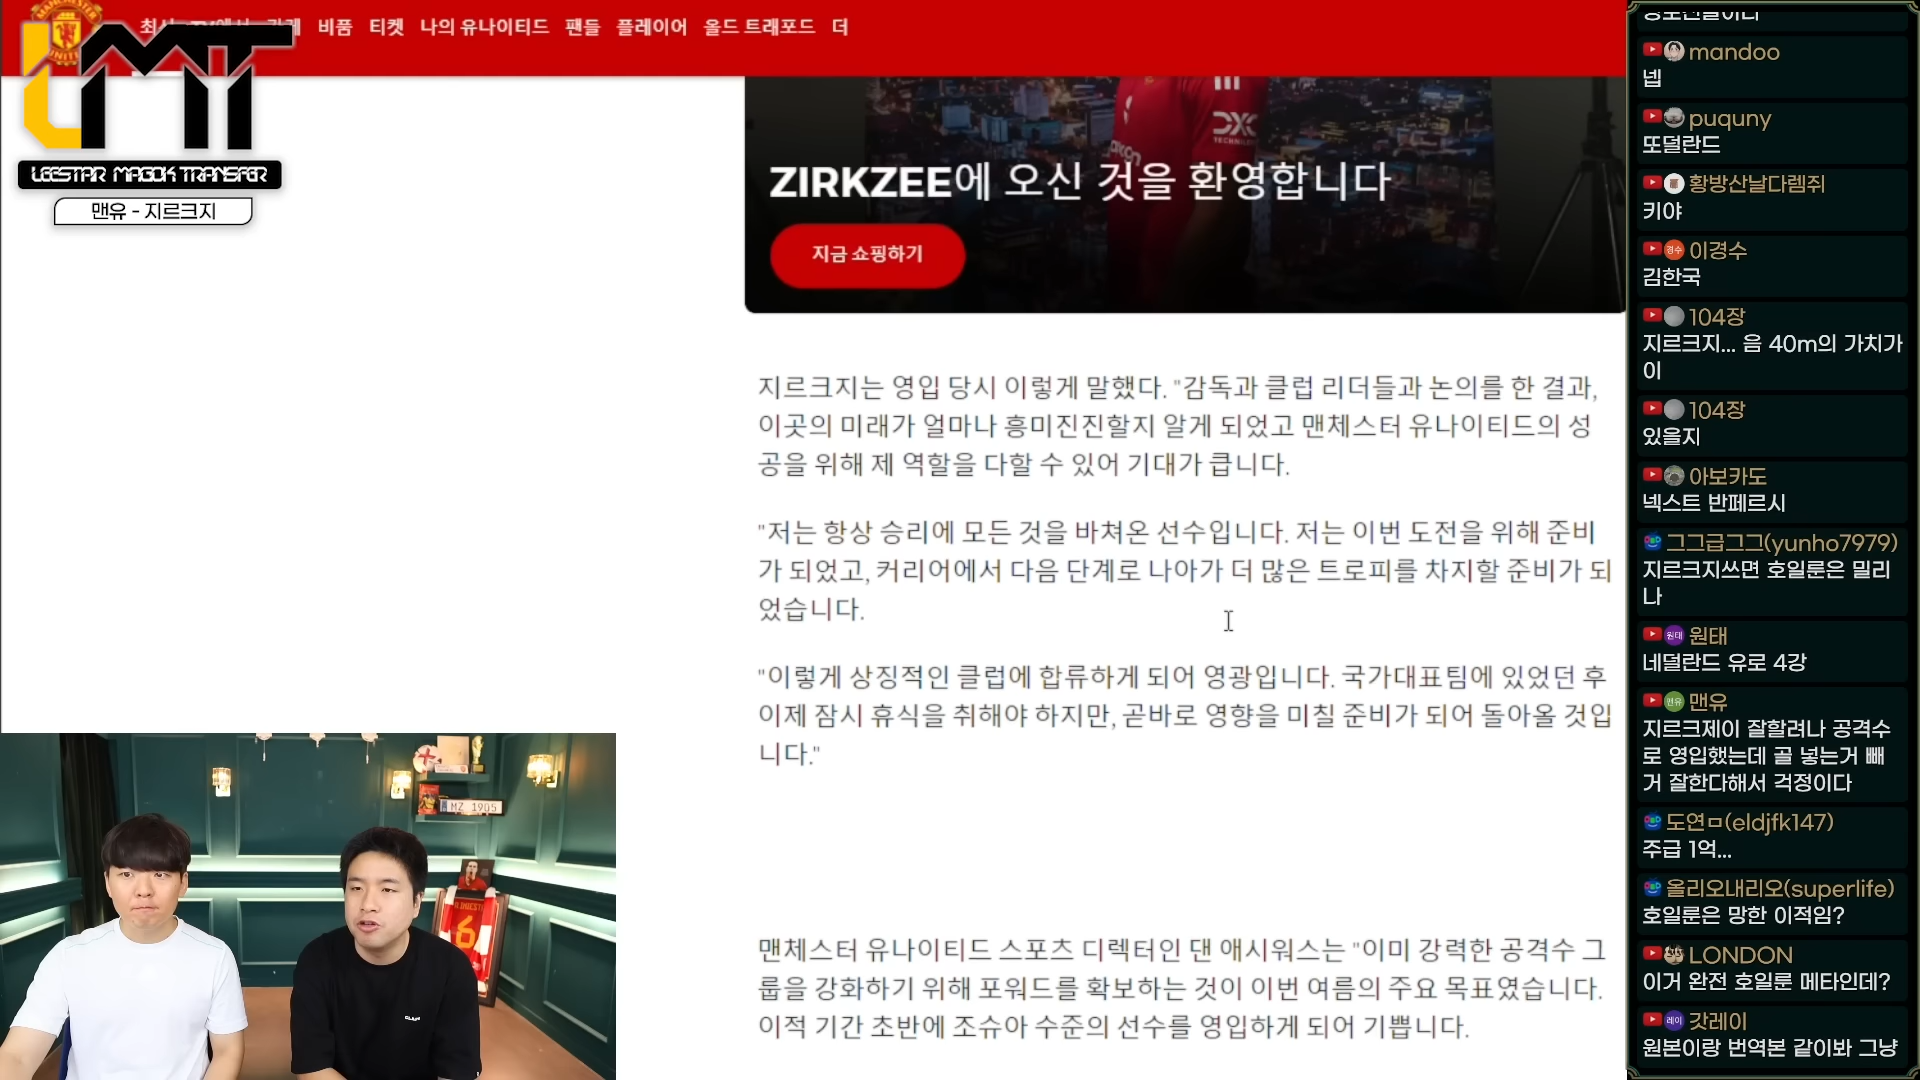 비품 티켓 나의 유나이티드 팬들 플레이어 올드 트래포드 더
LMT
LEESTAR MAGOK TRANSFER
맨유 - 지르크지
DXC
TECHNOLOGY
ZIRKZEE에 오신 것을 환영합니다
지금 쇼핑하기
지르크지는 영입 당시 이렇게 말했다. "감독과 클럽 리더들과 논의를 한 결과,
이곳의 미래가 얼마나 흥미진진할지 알게 되었고 맨체스터 유나이티드의 성
공을 위해 제 역할을 다할 수 있어 기대가 큽니다.
"저는 항상 승리에 모든 것을 바쳐온 선수입니다. 저는 이번 도전을 위해 준비
가 되었고, 커리어에서 다음 단계로 나아가 더 많은 트로피를 차지할 준비가 되
었습니다.
"이렇게 상징적인 클럽에 합류하게 되어 영광입니다. 국가대표팀에 있었던 후
이제 잠시 휴식을 취해야 하지만, 곧바로 영향을 미칠 준비가 되어 돌아올 것입
니다."
맨체스터 유나이티드 스포츠 디렉터인 댄 애시워스는 "이미 강력한 공격수 그
룹을 강화하기 위해 포워드를 확보하는 것이 이번 여름의 주요 목표였습니다.
이적 기간 초반에 조슈아 수준의 선수를 영입하게 되어 기쁩니다.
MZ 1905
6
mandoo
넵
puquny
또덜란드
황방산날다렘쥐
키야
경수 이경수
김한국
104장
지르크지... 음 40m의 가치가
이
104장
있을지
아보카도
넥스트 반페르시
그그급그그(yunho7979)
지르크지쓰면 호일룬은 밀리
나
원태 원태
네덜란드 유로 4강
맨유 맨유
지르크제이 잘할려나 공격수
로 영입했는데 골 넣는거 빼
거 잘한다해서 걱정이다
도연ㅁ(eldjfk147)
주급 1억...
올리오내리오(superlife)
호일룬은 망한 이적임?
LONDON
이거 완전 호일룬 메타인데?
레이 갓레이
원본이랑 번역본 같이봐 그냥